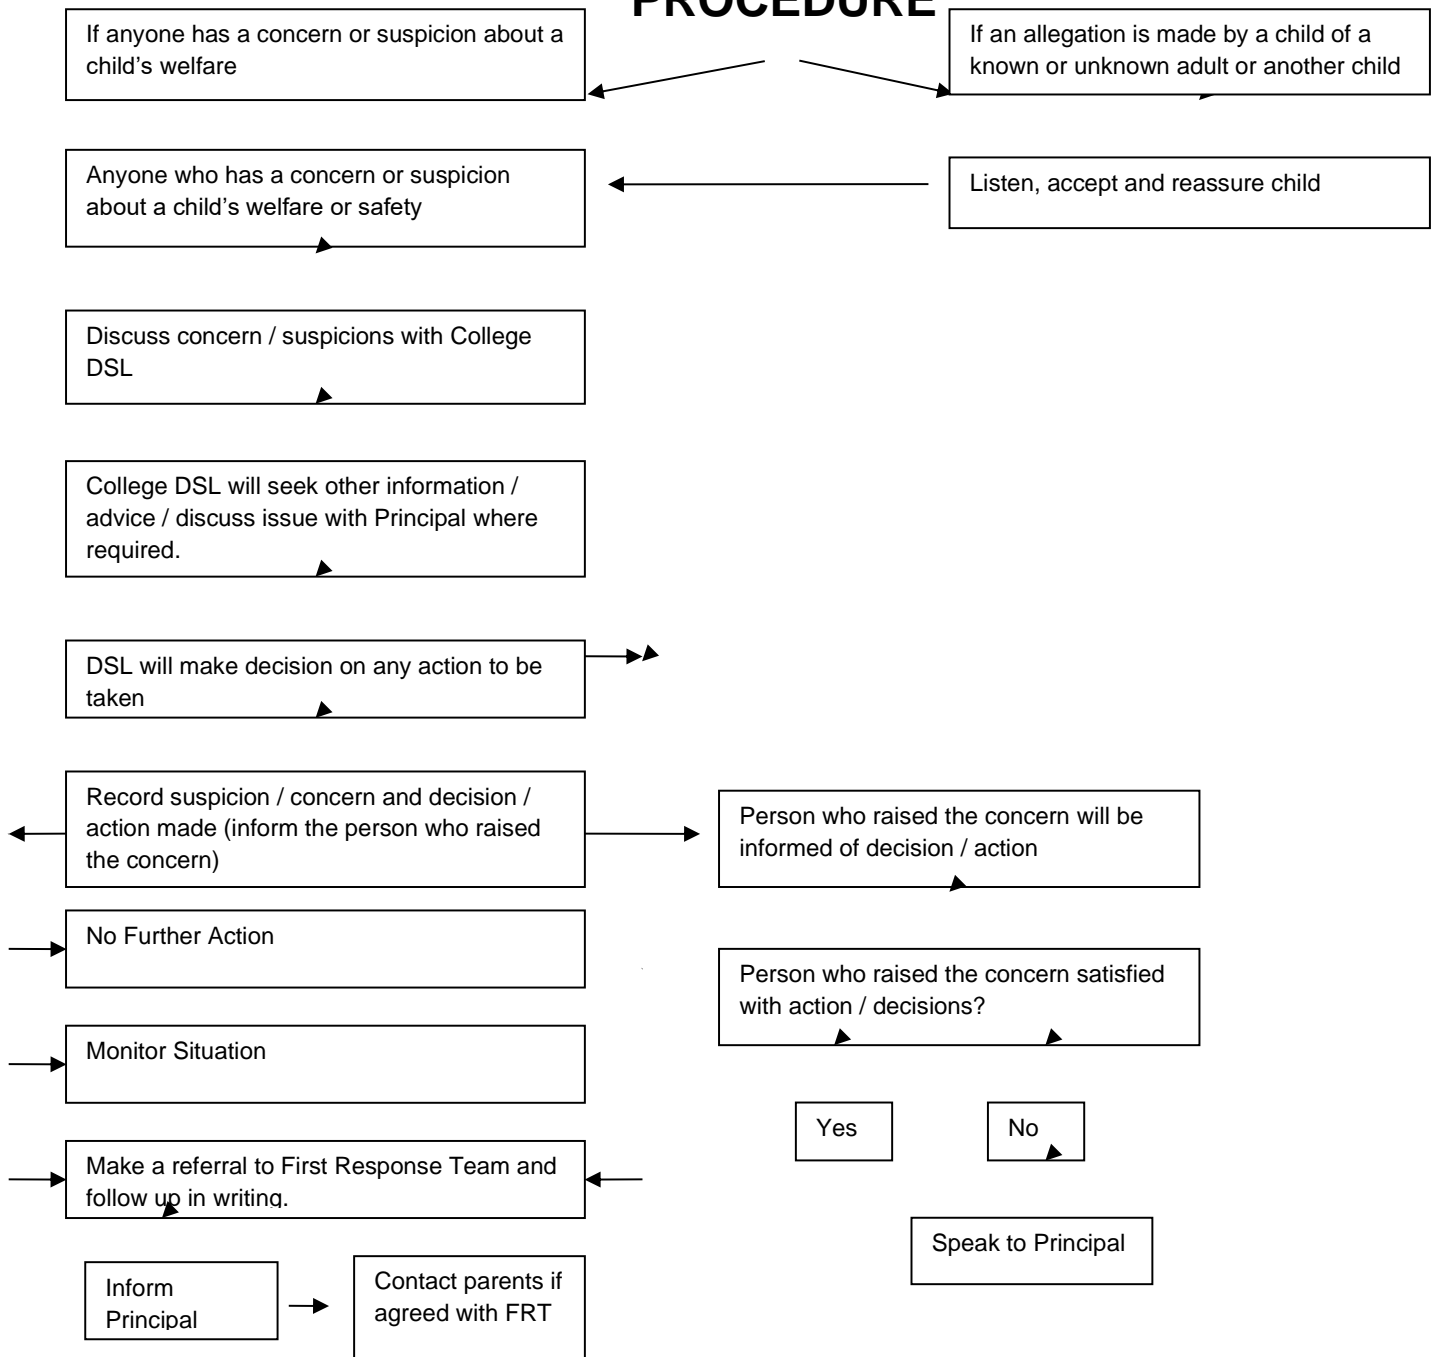 PROCEDURE
If anyone has a concern or suspicion about a
child’s welfare
If an allegation is made by a child of a
known or unknown adult or another child
Anyone who has a concern or suspicion
about a child’s welfare or safety
Listen, accept and reassure child
Discuss concern / suspicions with College
DSL
College DSL will seek other information /
advice / discuss issue with Principal where
required.
DSL will make decision on any action to be
taken
Record suspicion / concern and decision /
action made (inform the person who raised
the concern)
Person who raised the concern will be
informed of decision / action
No Further Action
Person who raised the concern satisfied
with action / decisions?
Monitor Situation
Yes
No
Make a referral to First Response Team and
follow up in writing.
Speak to Principal
Inform
Principal
Contact parents if
agreed with FRT